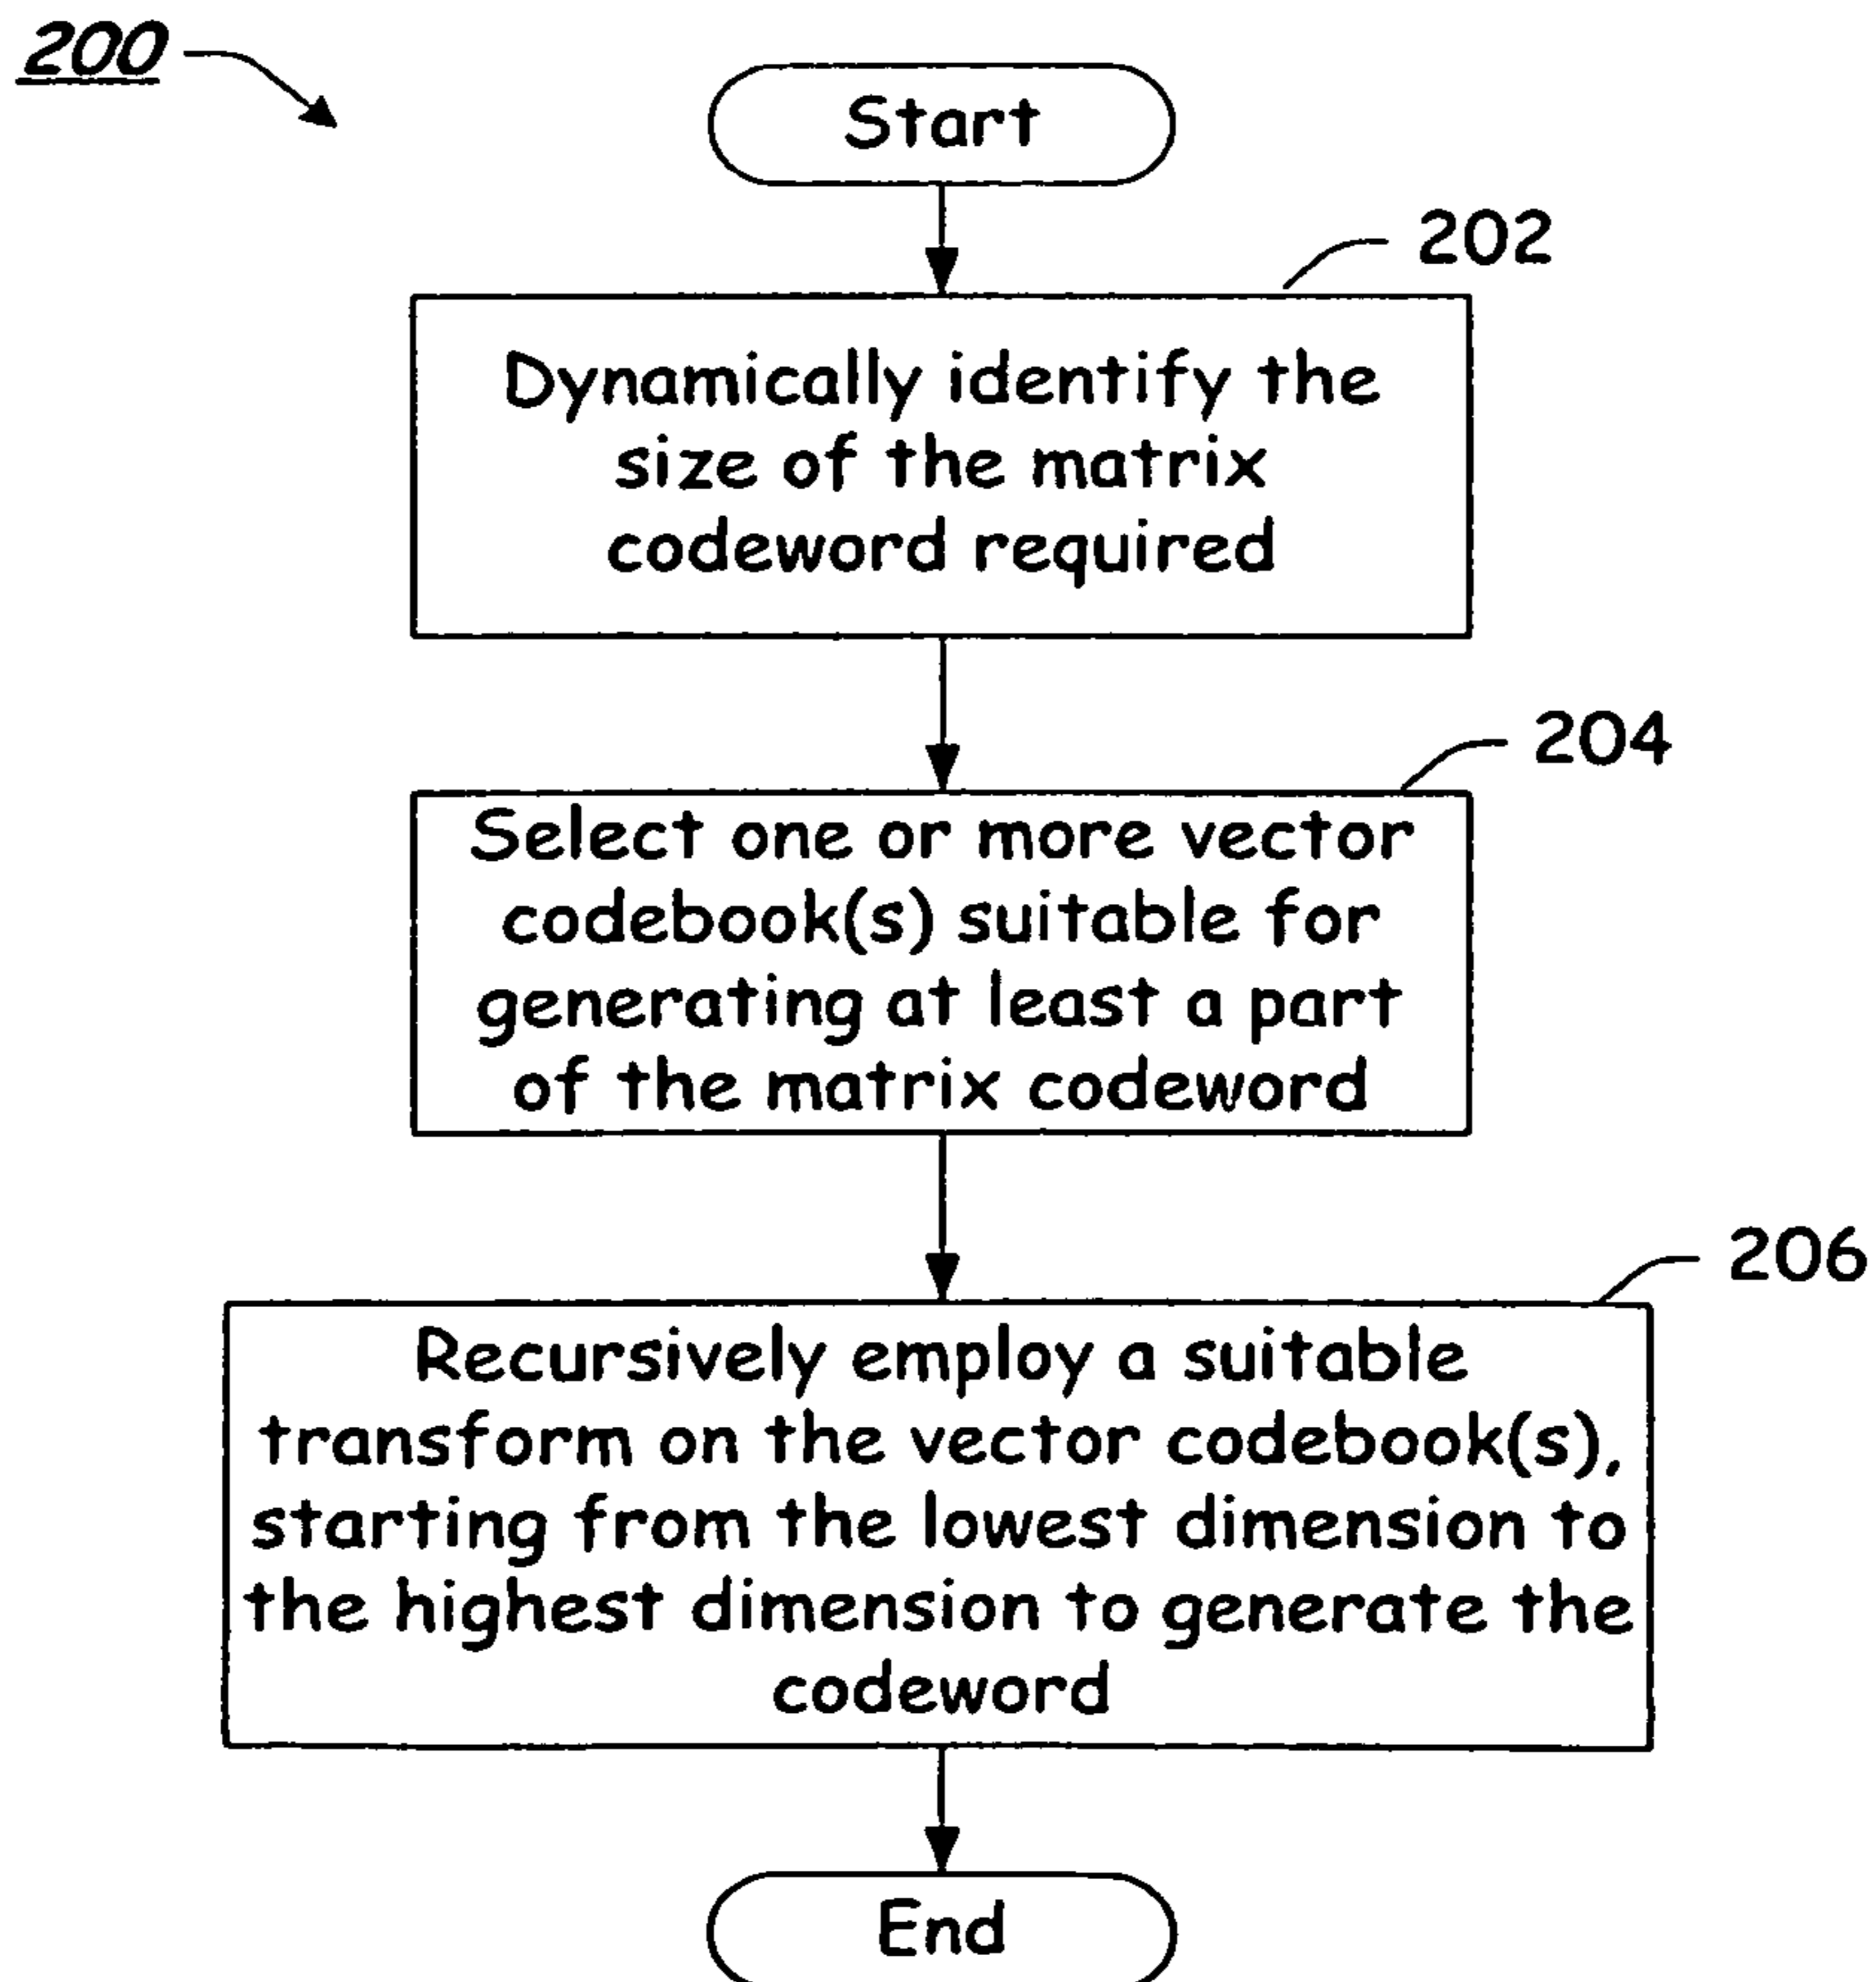 200
Start
202
Dynamically identify the
size of the matrix
codeword required
204
Select one or more vector
codebook(s) suitable for
generating at least a part
of the matrix codeword
206
Recursively employ a suitable
transform on the vector codebook(s),
starting from the lowest dimension to
the highest dimension to generate the
codeword
End